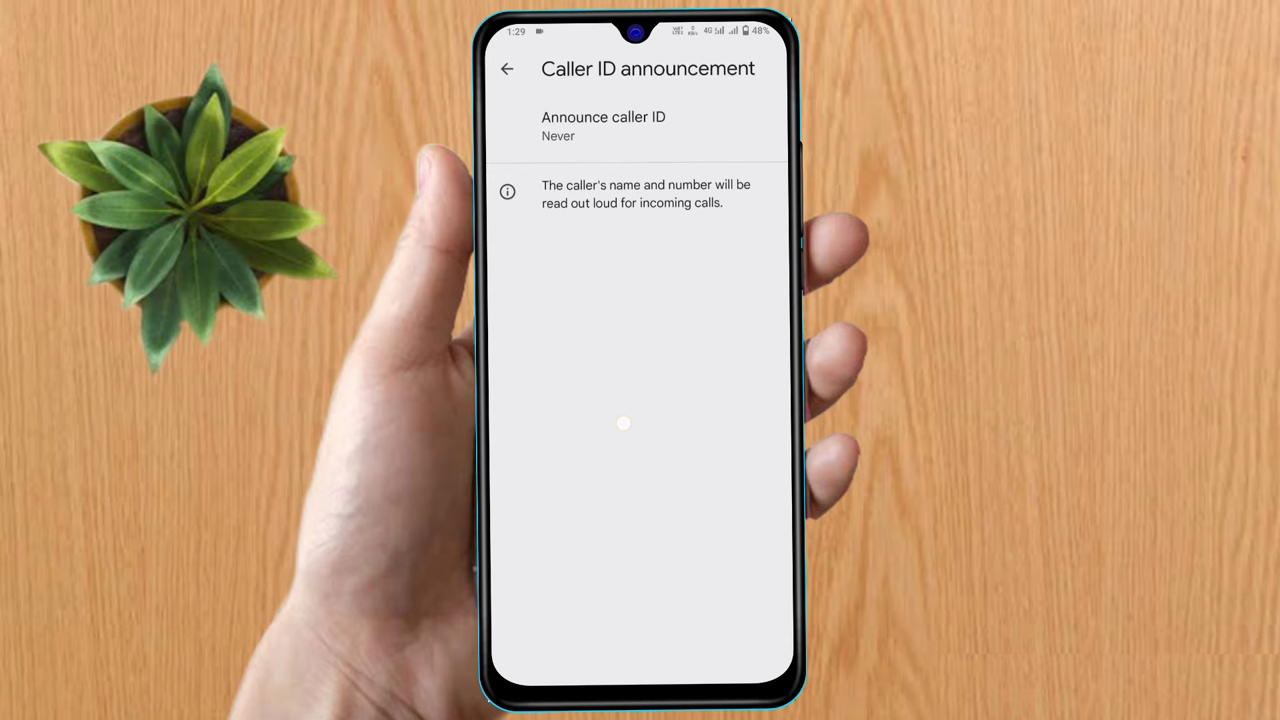 1:29
4G 48%
Caller ID announcement
Announce caller ID
Never
The caller's name and number will be
read out loud for incoming calls.